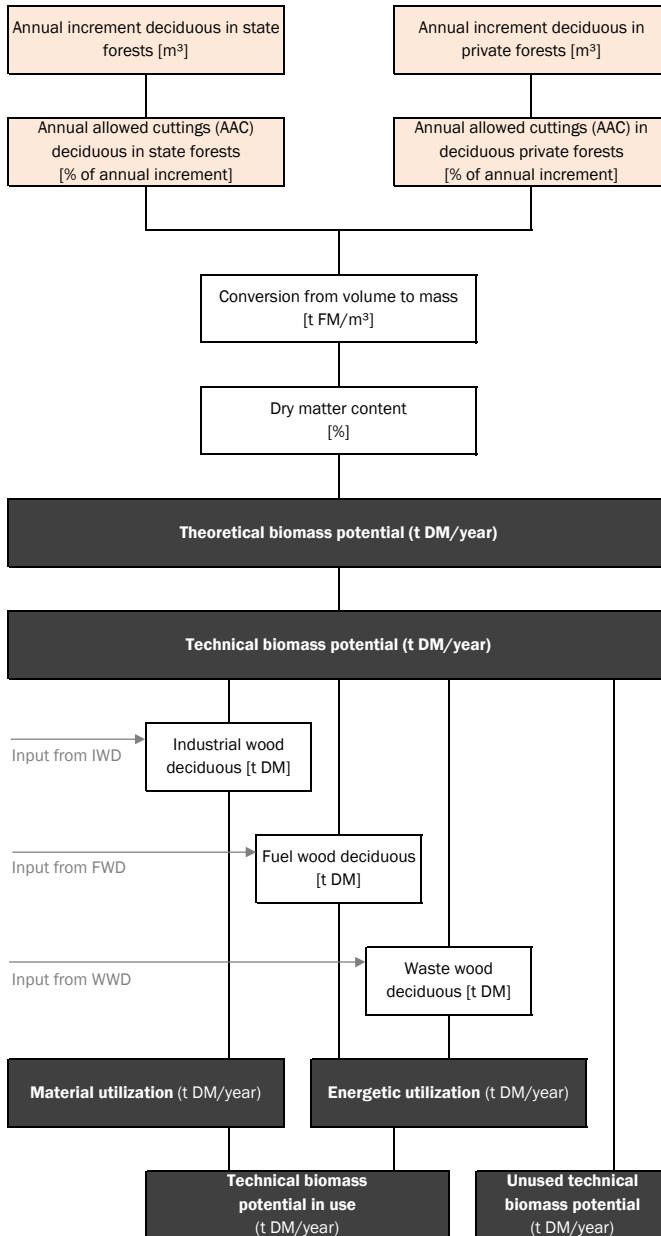 Annual increment deciduous in state
forests [m³]
Annual increment deciduous in
private forests [m³]
Annual allowed cuttings (AAC)
deciduous in state forests
[% of annual increment]
Annual allowed cuttings (AAC) in
deciduous private forests
[% of annual increment]
Conversion from volume to mass
[t FM/m³]
Dry matter content
[%]
Theoretical biomass potential (t DM/year)
Technical biomass potential (t DM/year)
Input from IWD
Industrial wood
deciduous [t DM]
Input from FWD
Fuel wood deciduous
[t DM]
Input from WWD
Waste wood
deciduous [t DM]
Material utilization (t DM/year)
Energetic utilization (t DM/year)
Technical biomass
potential in use
(t DM/year)
Unused technical
biomass potential
(t DM/year)